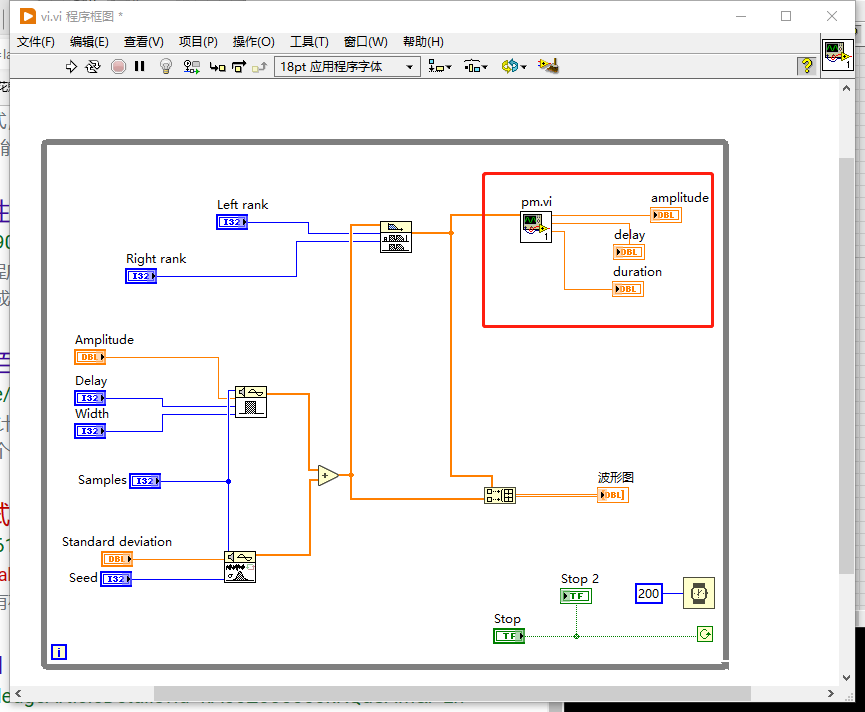 vi.vi 程序框图 *
文件(F) 编辑(E) 查看(V) 项目(P) 操作(O) 工具(T) 窗口(W) 帮助(H)
18pt 应用程序字体
?
1
Left rank
I32
Right rank
I32
pm.vi
1
amplitude
DBL
delay
DBL
duration
DBL
Amplitude
DBL
Delay
I32
Width
I32
Samples
I32
+
波形图
DBL
Standard deviation
DBL
Seed
I32
Stop 2
TF
200
Stop
TF
i